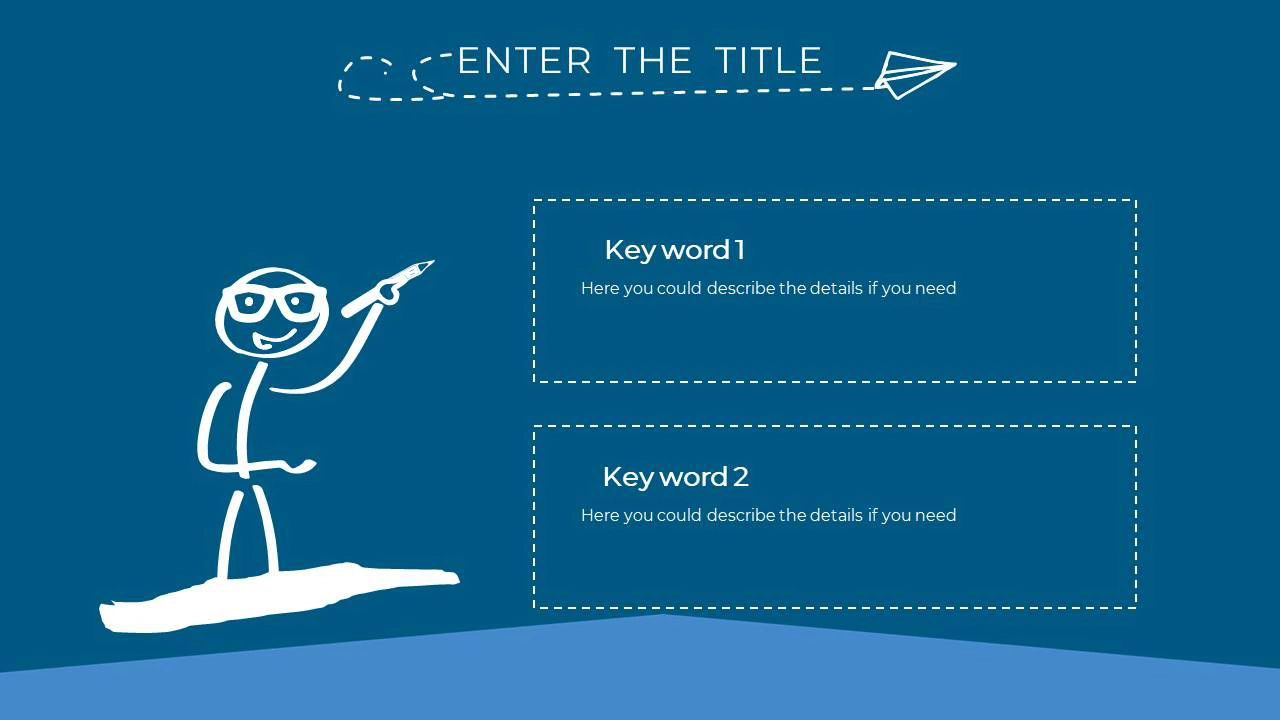 ENTER THE TITLE
Key word 1
Here you could describe the details if you need
Key word 2
Here you could describe the details if you need